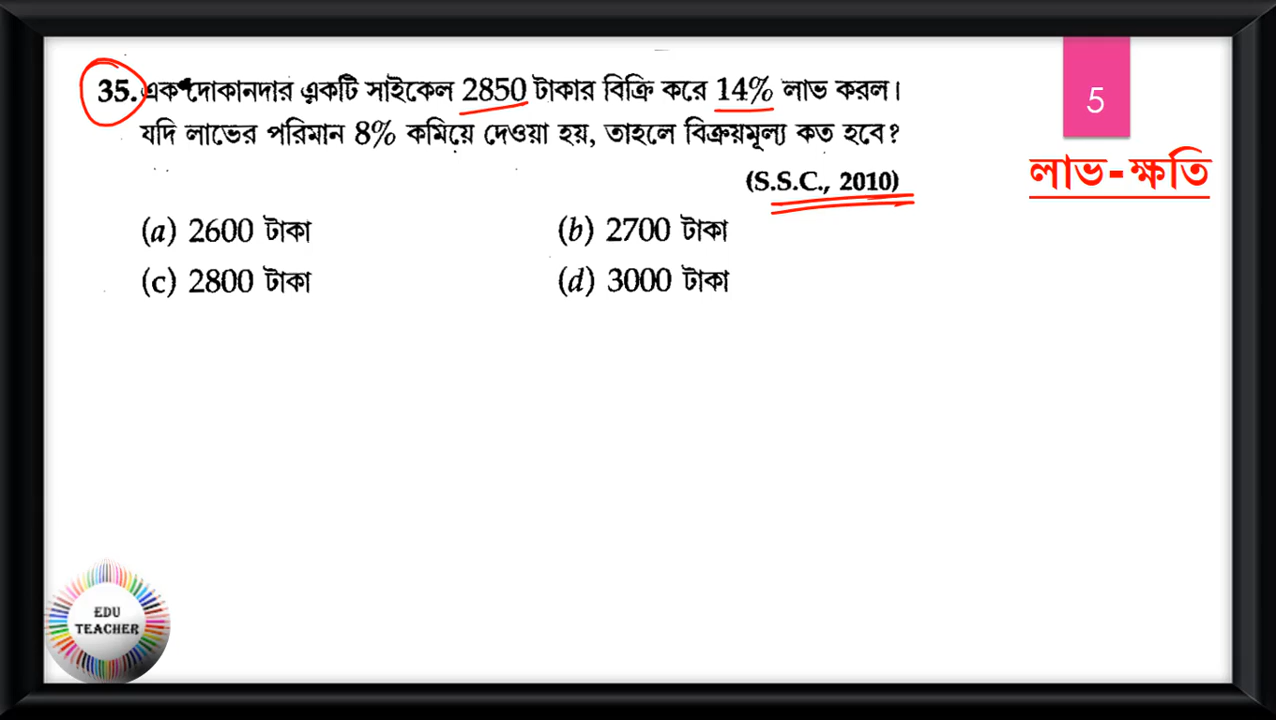 35. এক দোকানদার একটি সাইকেল 2850 টাকার বিক্রি করে 14% লাভ করল।
যদি লাভের পরিমান 8% কমিয়ে দেওয়া হয়, তাহলে বিক্রয়মূল্য কত হবে?
(S.S.C., 2010)
(a) 2600 টাকা (b) 2700 টাকা
(c) 2800 টাকা (d) 3000 টাকা
5
লাভ-ক্ষতি
EDU
TEACHER